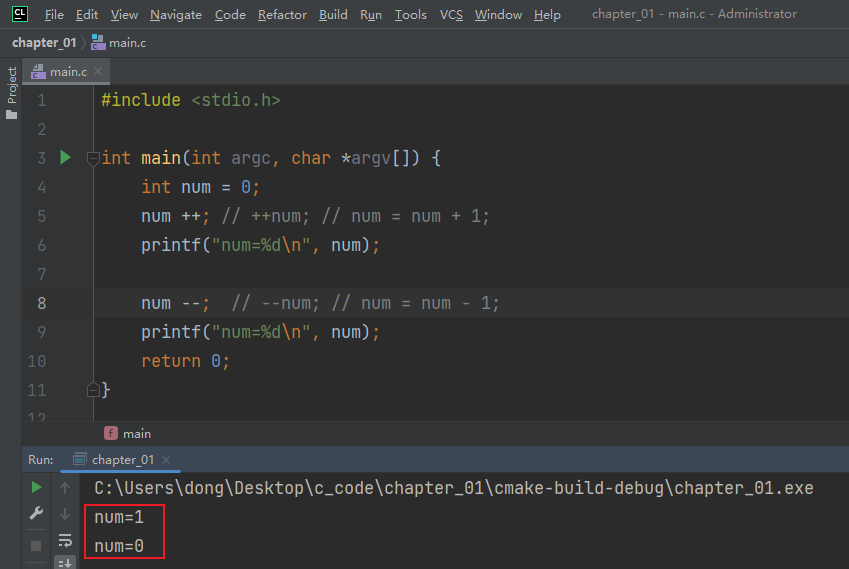 CL File Edit View Navigate Code Refactor Build Run Tools VCS Window Help chapter_01 - main.c - Administrator
chapter_01 main.c
Project
main.c
1 #include <stdio.h>
2
3 int main(int argc, char *argv[]) {
4 int num = 0;
5 num ++; // ++num; // num = num + 1;
6 printf("num=%d\n", num);
7
8 num --;  // --num; // num = num - 1;
9 printf("num=%d\n", num);
10 return 0;
11 }
12
f main
Run: chapter_01
C:\Users\dong\Desktop\c_code\chapter_01\cmake-build-debug\chapter_01.exe
num=1
num=0